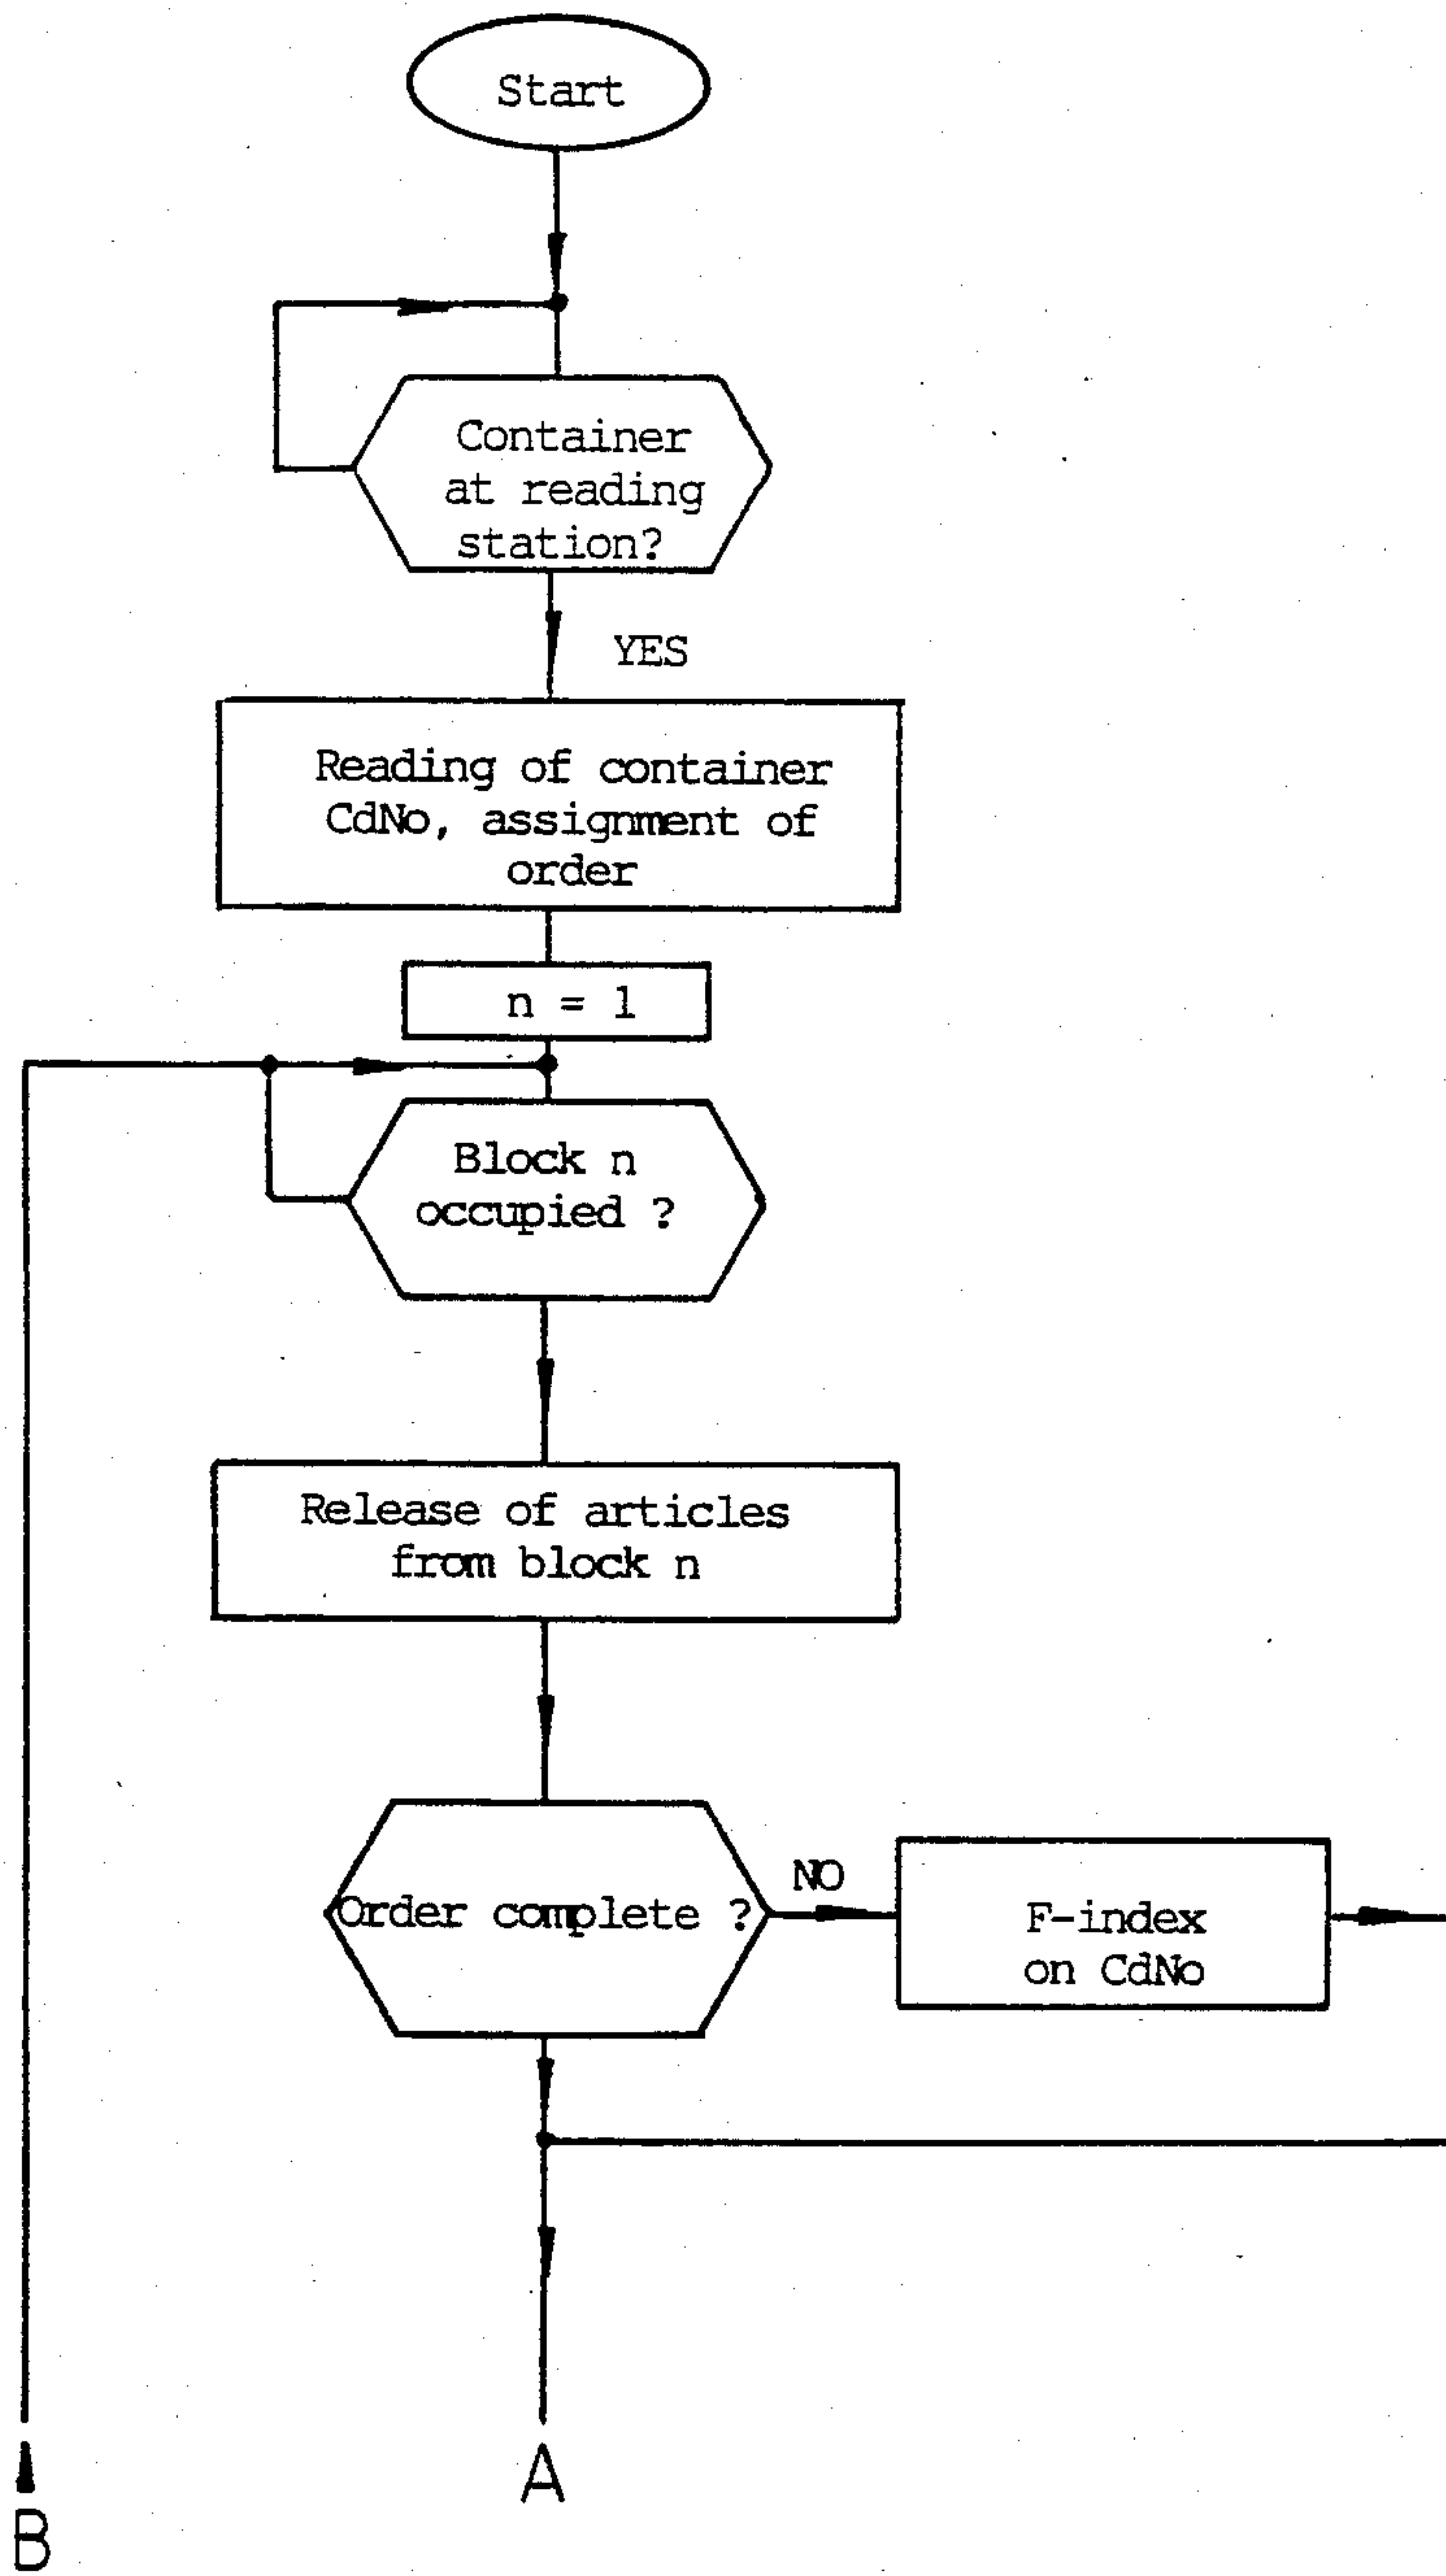 Start
Container
at reading
station?
YES
Reading of container
CdNo, assignment of
order
n = 1
Block n
occupied ?
Release of articles
from block n
Order complete ?
NO
F-index
on CdNo
A
B